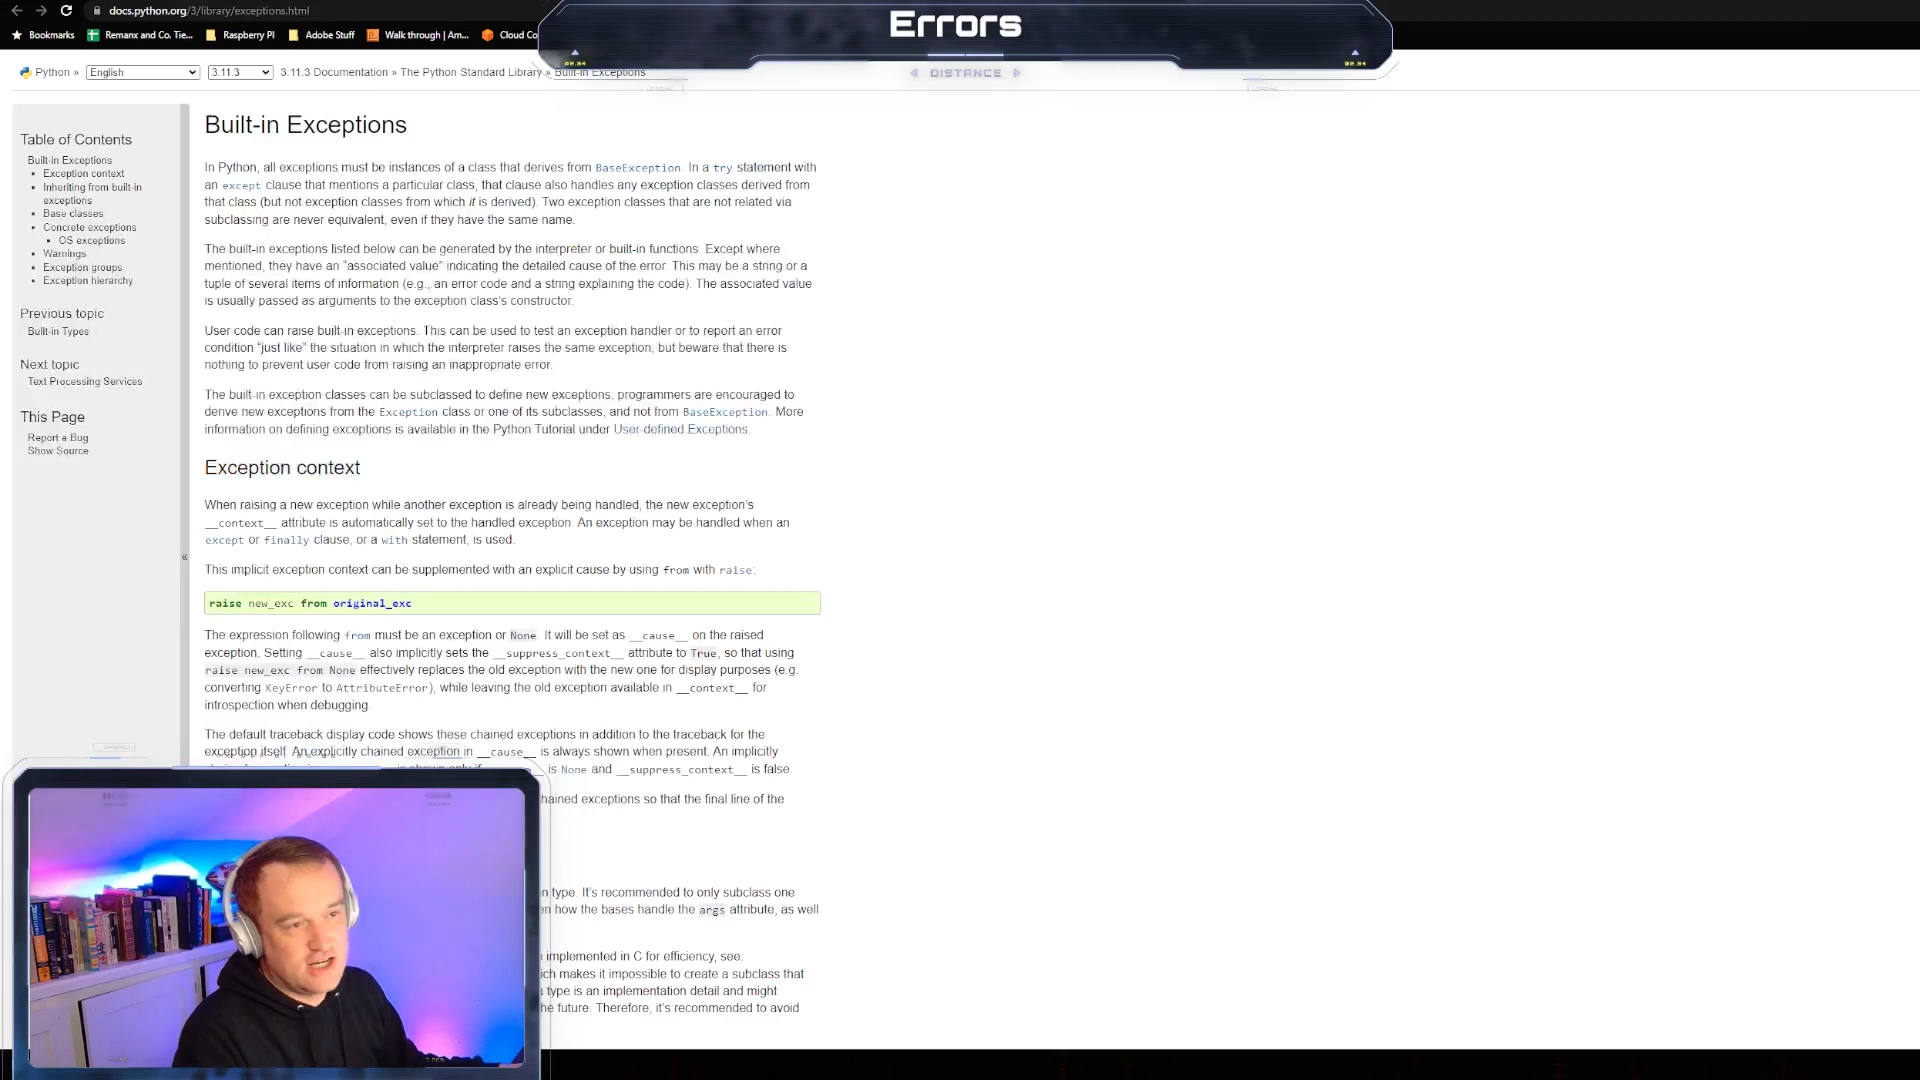 docs.python.org/3/library/exceptions.html
Errors
Bookmarks
Remanx and Co. Tie...
Raspberry PI
Adobe Stuff
Walk through | Am...
Cloud Co
DISTANCE
Python »
English
3.11.3
3.11.3 Documentation » The Python Standard Library » Built-in Exceptions
Table of Contents
Built-in Exceptions
Exception context
Inheriting from built-in
exceptions
Base classes
Concrete exceptions
OS exceptions
Warnings
Exception groups
Exception hierarchy
Previous topic
Built-in Types
Next topic
Text Processing Services
This Page
Report a Bug
Show Source
«
Built-in Exceptions
In Python, all exceptions must be instances of a class that derives from BaseException. In a try statement with
an except clause that mentions a particular class, that clause also handles any exception classes derived from
that class (but not exception classes from which it is derived). Two exception classes that are not related via
subclassing are never equivalent, even if they have the same name.
The built-in exceptions listed below can be generated by the interpreter or built-in functions. Except where
mentioned, they have an “associated value” indicating the detailed cause of the error. This may be a string or a
tuple of several items of information (e.g., an error code and a string explaining the code). The associated value
is usually passed as arguments to the exception class’s constructor.
User code can raise built-in exceptions. This can be used to test an exception handler or to report an error
condition “just like” the situation in which the interpreter raises the same exception; but beware that there is
nothing to prevent user code from raising an inappropriate error.
The built-in exception classes can be subclassed to define new exceptions; programmers are encouraged to
derive new exceptions from the Exception class or one of its subclasses, and not from BaseException. More
information on defining exceptions is available in the Python Tutorial under User-defined Exceptions.
Exception context
When raising a new exception while another exception is already being handled, the new exception’s
__context__ attribute is automatically set to the handled exception. An exception may be handled when an
except or finally clause, or a with statement, is used.
This implicit exception context can be supplemented with an explicit cause by using from with raise:
raise new_exc from original_exc
The expression following from must be an exception or None. It will be set as __cause__ on the raised
exception. Setting __cause__ also implicitly sets the __suppress_context__ attribute to True, so that using
raise new_exc from None effectively replaces the old exception with the new one for display purposes (e.g.
converting KeyError to AttributeError), while leaving the old exception available in __context__ for
introspection when debugging.
The default traceback display code shows these chained exceptions in addition to the traceback for the
exception itself. An explicitly chained exception in __cause__ is always shown when present. An implicitly
is None and __suppress_context__ is false.
hained exceptions so that the final line of the
n type. It’s recommended to only subclass one
n how the bases handle the args attribute, as well
implemented in C for efficiency, see:
ich makes it impossible to create a subclass that
type is an implementation detail and might
he future. Therefore, it’s recommended to avoid